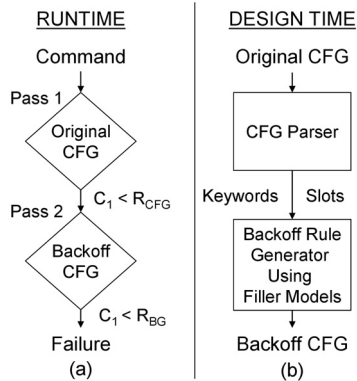 RUNTIME
Command
Pass 1
Original
CFG
C1 < RCFG
Pass 2
Backoff
CFG
C1 < RBG
Failure
(a)
DESIGN TIME
Original CFG
CFG Parser
Keywords Slots
Backoff Rule
Generator
Using
Filler Models
Backoff CFG
(b)